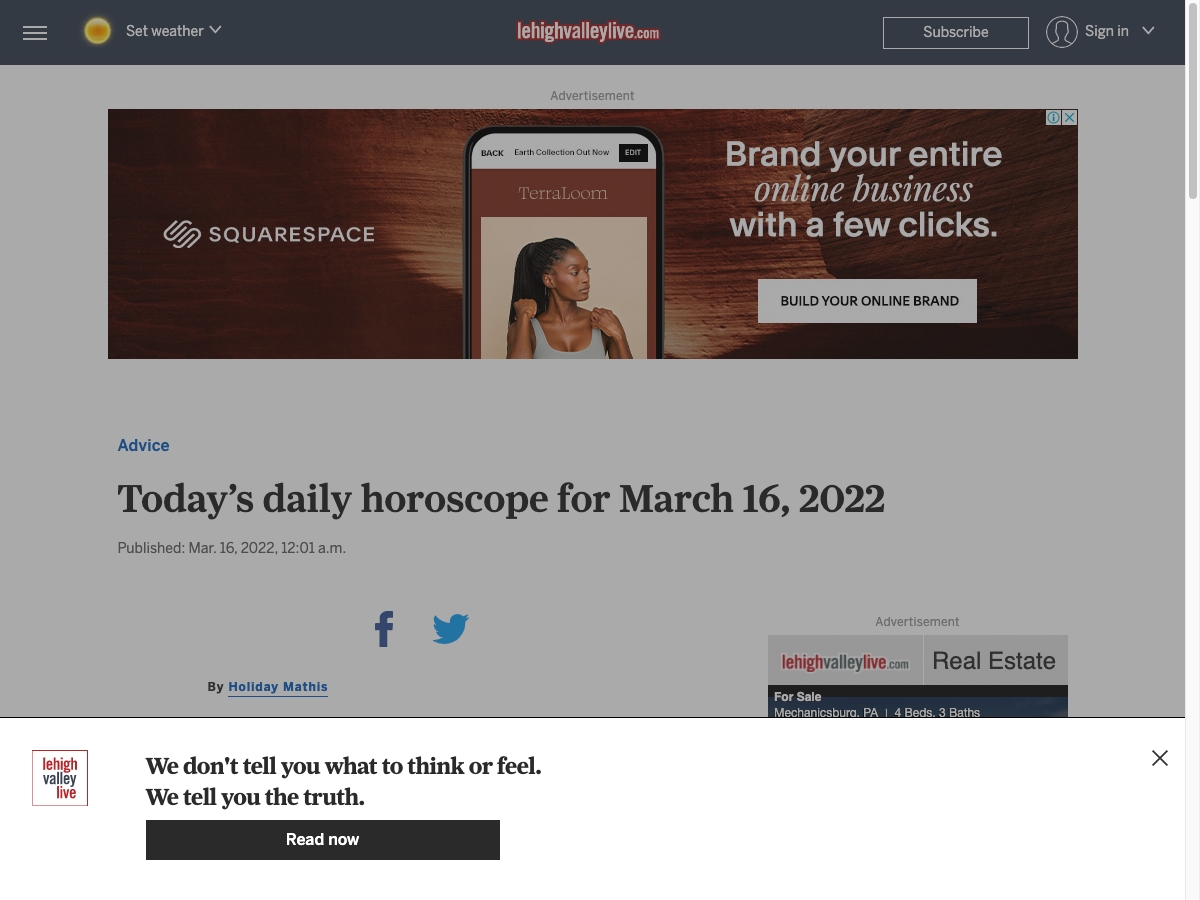 Set weather
lehighvalleylive.com
Subscribe
Sign in
Advertisement
SQUARESPACE
BACK
Earth Collection Out Now
EDIT
TerraLoom
Brand your entire
online business
with a few clicks.
BUILD YOUR ONLINE BRAND
Advice
Today’s daily horoscope for March 16, 2022
Published: Mar. 16, 2022, 12:01 a.m.
By Holiday Mathis
Advertisement
lehighvalleylive.com
Real Estate
For Sale
Mechanicsburg, PA | 4 Beds, 3 Baths
lehigh
valley
live
We don't tell you what to think or feel.
We tell you the truth.
Read now